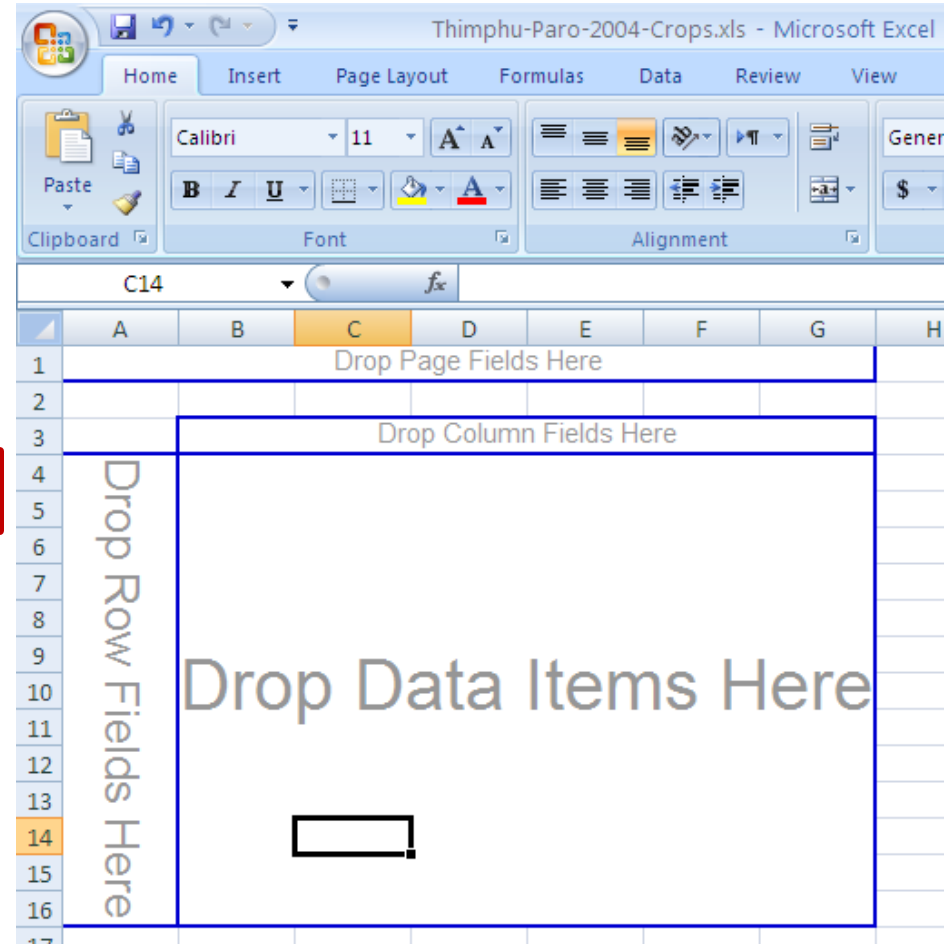 Thimphu-Paro-2004-Crops.xls - Microsoft Excel
Home Insert Page Layout Formulas Data Review View
Calibri 11 A A Gener
Paste B I U A a $
Clipboard Font Alignment
C14 fx
A B C D E F G H
1 Drop Page Fields Here
2
3 Drop Column Fields Here
4
5
6
7
8
9
10
11
12
13
14
15
16
17
Drop Row Fields Here
Drop Data Items Here